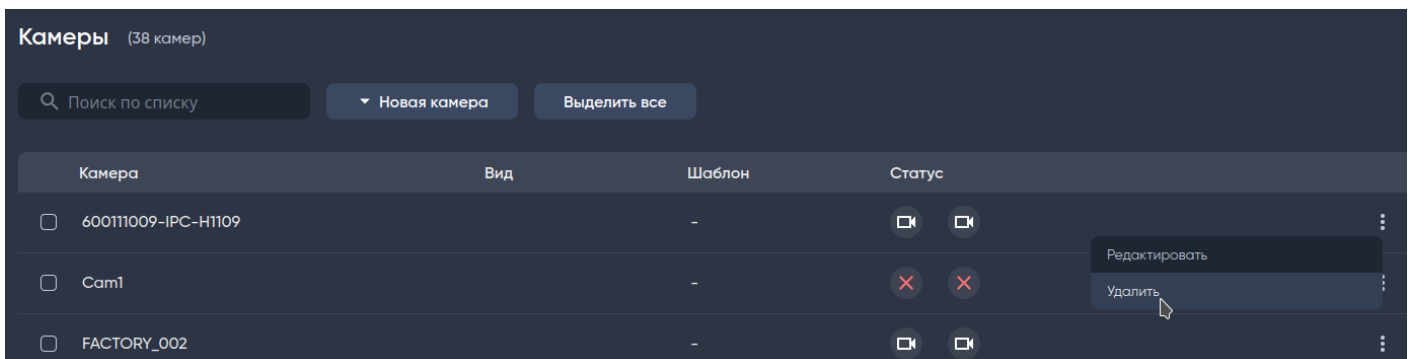 Камеры (38 камер)
Поиск по списку Новая камера Выделить все
Камера Вид Шаблон Статус
600111009-IPC-H1109 -
Редактировать
Cam1 -
Удалить
FACTORY_002 -